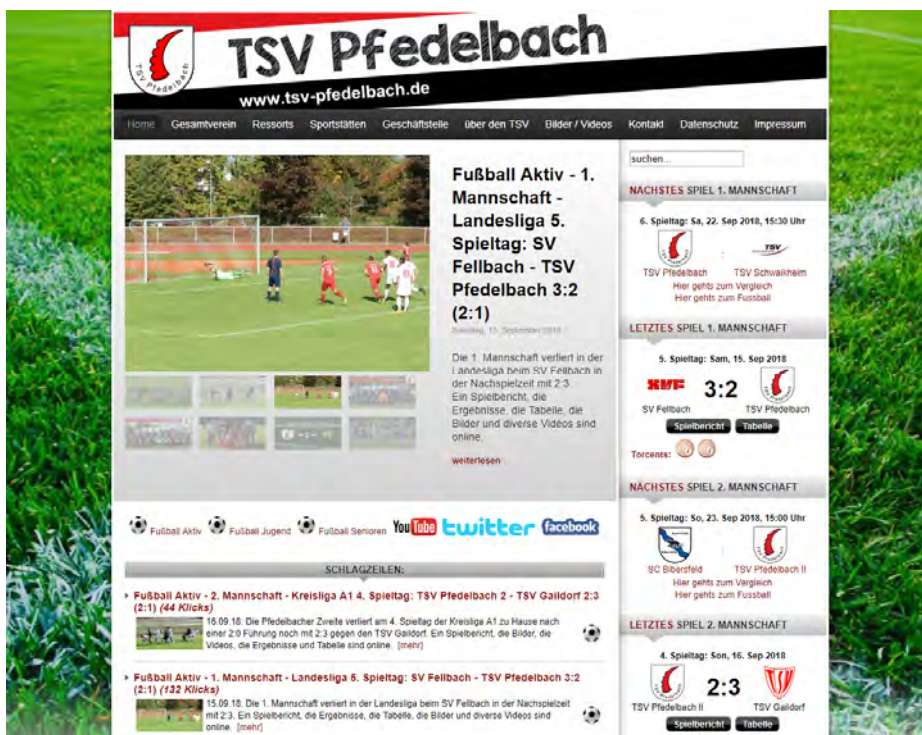 TSV Pfedelbach
TSV Pfedelbach
www.tsv-pfedelbach.de
Home Gesamtverein Ressorts Sportstätten Geschäftstelle über den TSV Bilder / Videos Kontakt Datenschutz Impressum
Fußball Aktiv - 1.
Mannschaft -
Landesliga 5.
Spieltag: SV
Fellbach - TSV
Pfedelbach 3:2
(2:1)
Samstag, 15. September 2018
Die 1. Mannschaft verliert in der
Landesliga beim SV Fellbach in
der Nachspielzeit mit 2:3.
Ein Spielbericht, die
Ergebnisse, die Tabelle, die
Bilder und diverse Videos sind
online.
weiterlesen
Fußball Aktiv Fußball Jugend Fußball Senioren YouTube twitter facebook
SCHLAGZEILEN:
Fußball Aktiv - 2. Mannschaft - Kreisliga A1 4. Spieltag: TSV Pfedelbach 2 - TSV Gaildorf 2:3
(2:1) (44 Klicks)
16.09.18. Die Pfedelbacher Zweite verliert am 4. Spieltag der Kreisliga A1 zu Hause nach
einer 2:0 Führung noch mit 2:3 gegen den TSV Gaildorf. Ein Spielbericht, die Bilder, die
Videos, die Ergebnisse und Tabelle sind online. [mehr]
Fußball Aktiv - 1. Mannschaft - Landesliga 5. Spieltag: SV Fellbach - TSV Pfedelbach 3:2
(2:1) (132 Klicks)
15.09.18. Die 1. Mannschaft verliert in der Landesliga beim SV Fellbach in der Nachspielzeit
mit 2:3. Ein Spielbericht, die Ergebnisse, die Tabelle, die Bilder und diverse Videos sind
online. [mehr]
suchen...
NÄCHSTES SPIEL 1. MANNSCHAFT
6. Spieltag: Sa, 22. Sep 2018, 15:30 Uhr
TSV
TSV Pfedelbach TSV Schwaikheim
Hier gehts zum Vergleich
Hier gehts zum Fussball
LETZTES SPIEL 1. MANNSCHAFT
5. Spieltag: Sam, 15. Sep 2018
3:2
SV Fellbach TSV Pfedelbach
Spielbericht Tabelle
Torcents:
NÄCHSTES SPIEL 2. MANNSCHAFT
5. Spieltag: So, 23. Sep 2018, 15:00 Uhr
SC Bibersfeld TSV Pfedelbach II
Hier gehts zum Vergleich
Hier gehts zum Fussball
LETZTES SPIEL 2. MANNSCHAFT
4. Spieltag: Son, 16. Sep 2018
2:3
TSV Pfedelbach II TSV Gaildorf
Spielbericht Tabelle